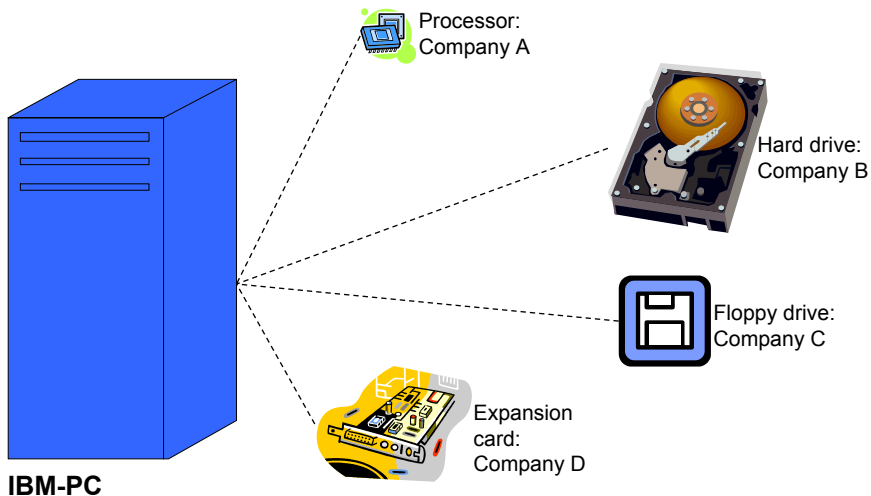 Processor:
Company A
Hard drive:
Company B
Floppy drive:
Company C
Expansion
card:
Company D
IBM-PC